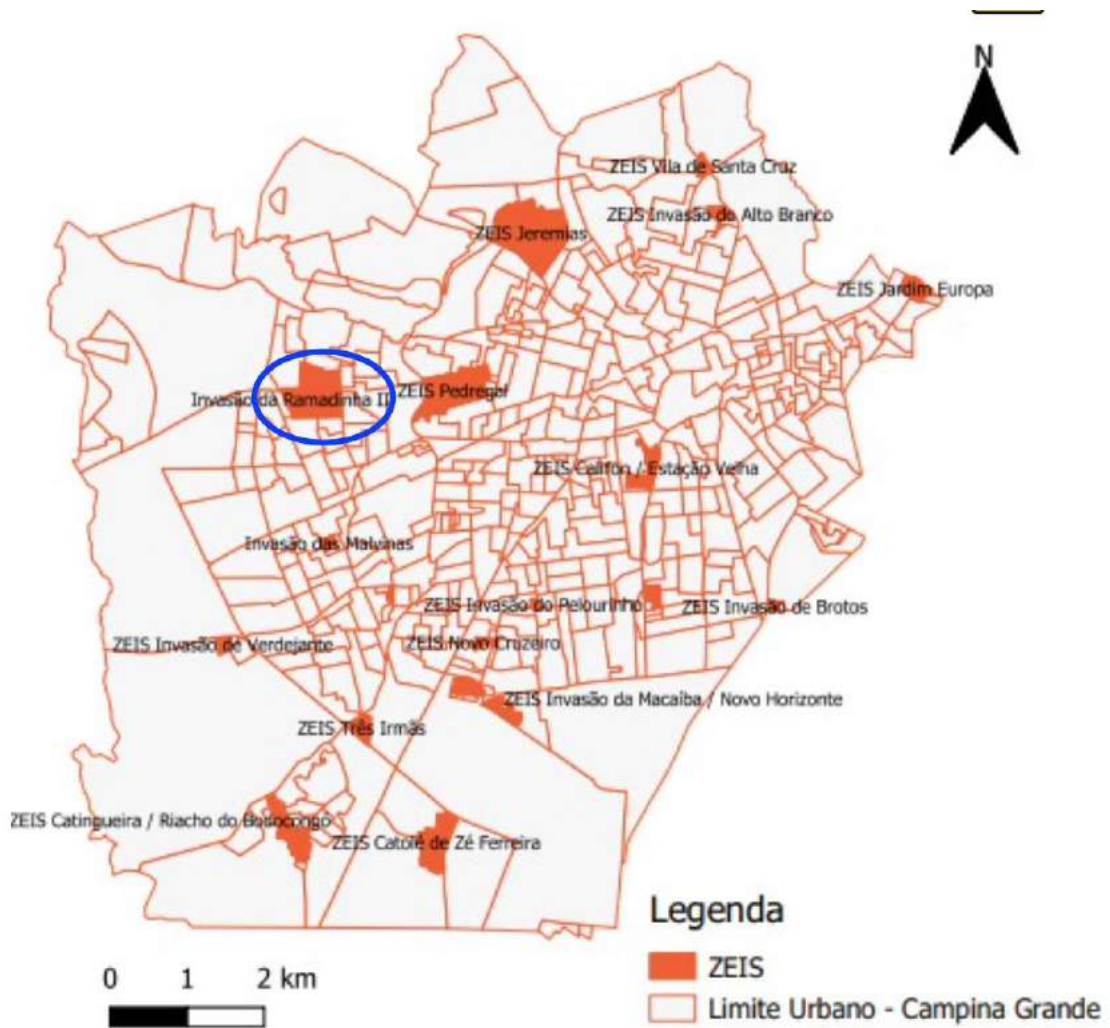 N
ZEIS Vila de Santa Cruz
ZEIS Invasão do Alto Branco
ZEIS Jeremias
ZEIS Jardim Europa
Invasão da Ramadinha II
ZEIS Pedregal
ZEIS Califon / Estação Velha
Invasão das Malvinas
ZEIS Invasão do Pelourinho
ZEIS Invasão de Brotos
ZEIS Invasão de Verdejante
ZEIS Novo Cruzeiro
ZEIS Invasão da Macaíba / Novo Horizonte
ZEIS Três Irmãs
ZEIS Catingueira / Riacho do Bodocongó
ZEIS Catolé de Zé Ferreira
Legenda
ZEIS
Limite Urbano - Campina Grande
0 1 2 km